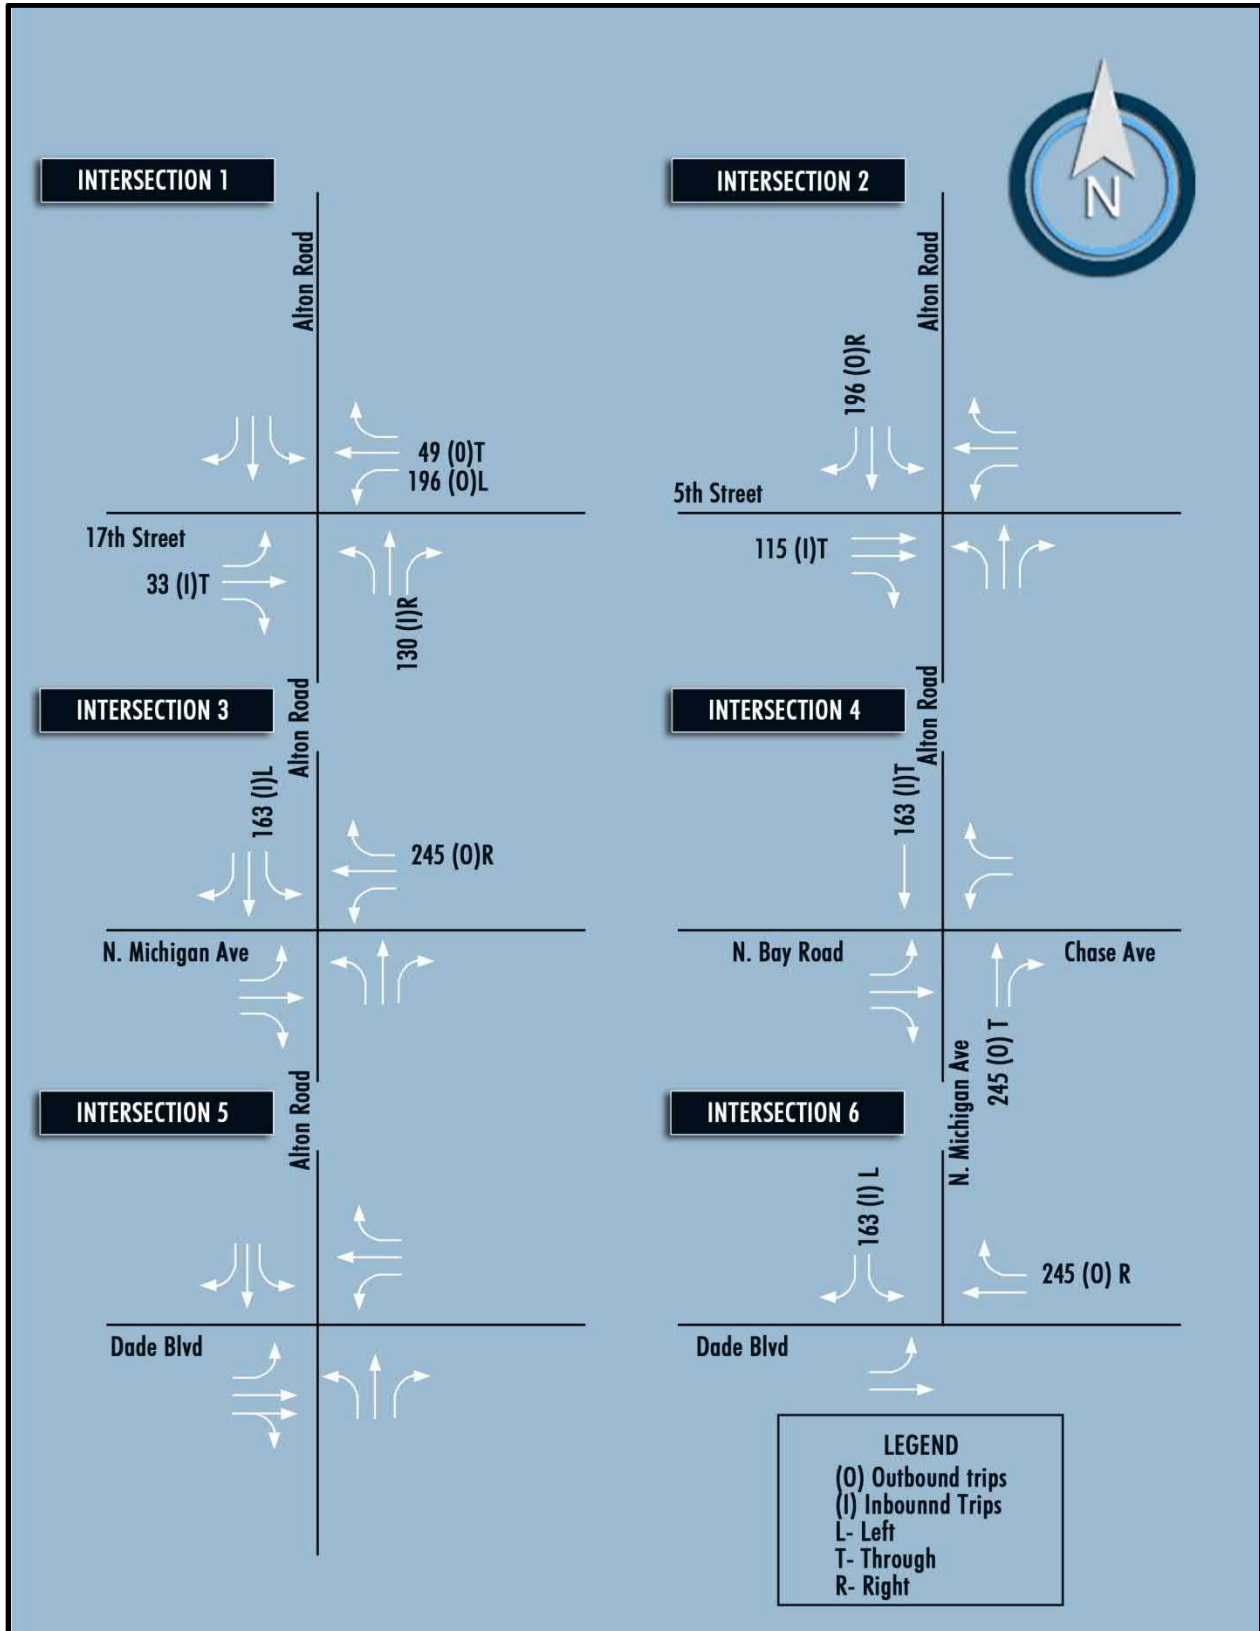 INTERSECTION 1
Alton Road
49 (0)T
196 (O)L
17th Street
33 (I)T
130 (I)R
INTERSECTION 2
N
Alton Road
196 (O)R
5th Street
115 (I)T
INTERSECTION 3
Alton Road
163 (I)L
245 (O)R
N. Michigan Ave
INTERSECTION 4
Alton Road
163 (I)T
N. Bay Road
Chase Ave
245 (O) T
INTERSECTION 5
Alton Road
Dade Blvd
INTERSECTION 6
N. Michigan Ave
163 (I) L
245 (O) R
Dade Blvd
LEGEND
(O) Outbound trips
(I) Inbounnd Trips
L- Left
T- Through
R- Right